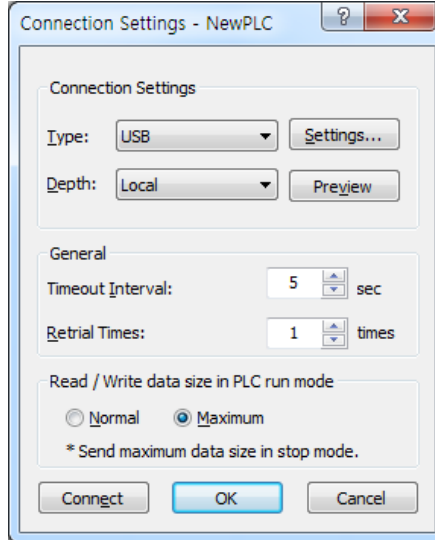 Connection Settings - NewPLC
Connection Settings
Type: USB Settings...
Depth: Local Preview
General
Timeout Interval: 5 sec
Retrial Times: 1 times
Read / Write data size in PLC run mode
Normal Maximum
* Send maximum data size in stop mode.
Connect OK Cancel